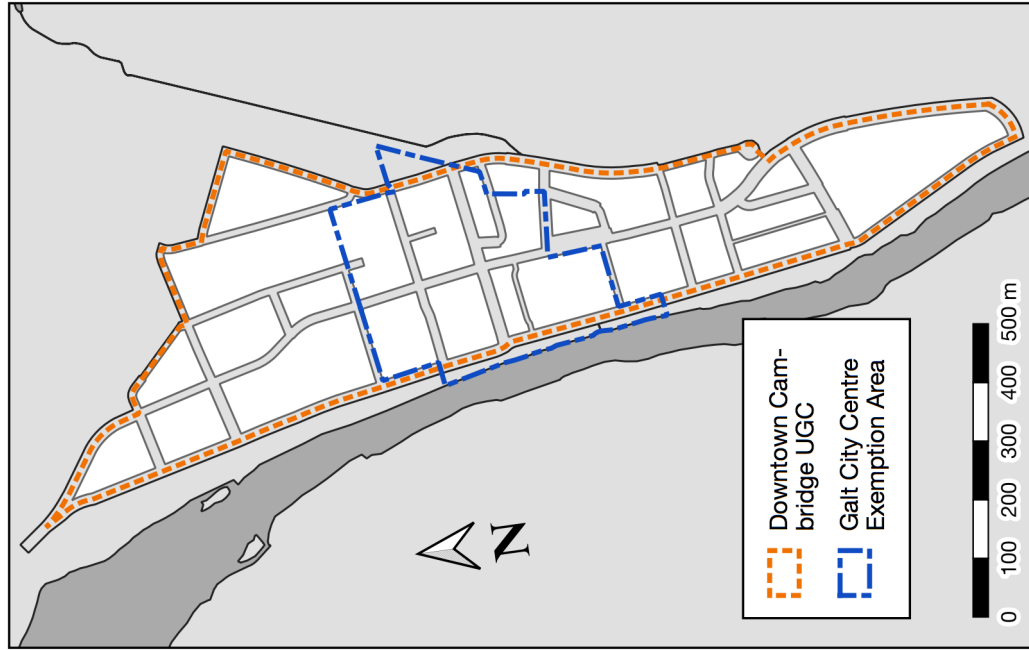 N
Downtown Cam-
bridge UGC
Galt City Centre
Exemption Area
0 100 200 300 400 500 m